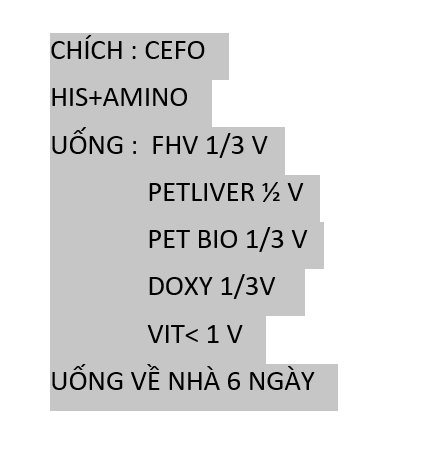 CHÍCH : CEFO
HIS+AMINO
UỐNG : FHV 1/3 V
PETLIVER ½ V
PET BIO 1/3 V
DOXY 1/3V
VIT< 1 V
UỐNG VỀ NHÀ 6 NGÀY